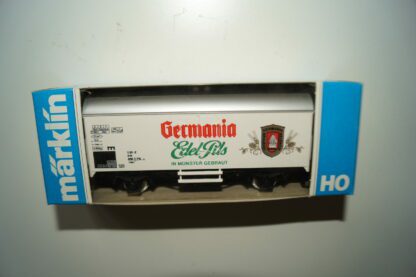 märklin
Germania
Edel-Pils
IN MÜNSTER GEBRAUT
HO